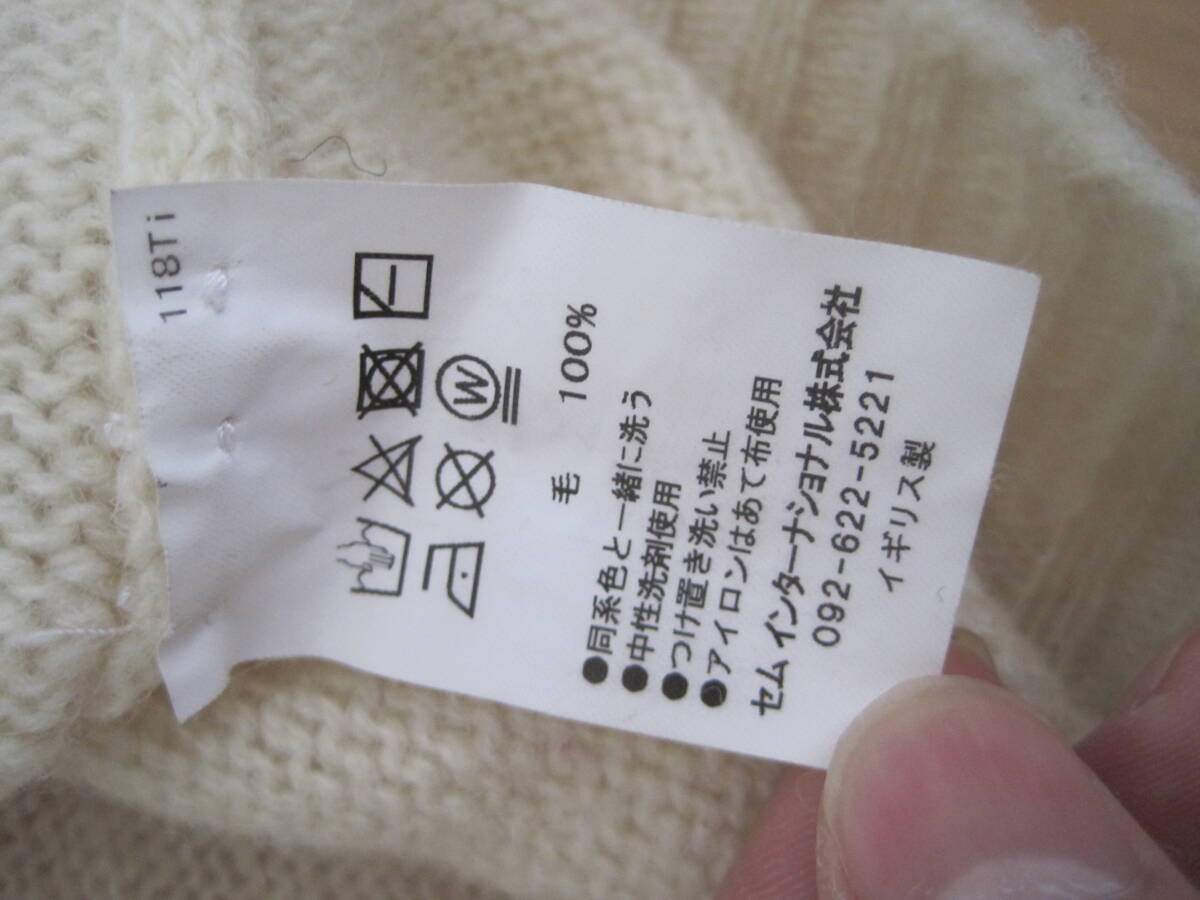 118Ti
W
毛 100%
●同系色と一緒に洗う
●中性洗剤使用
●つけ置き洗い禁止
●アイロンはあて布使用
セム インターナショナル株式会社
092-622-5221
イギリス製